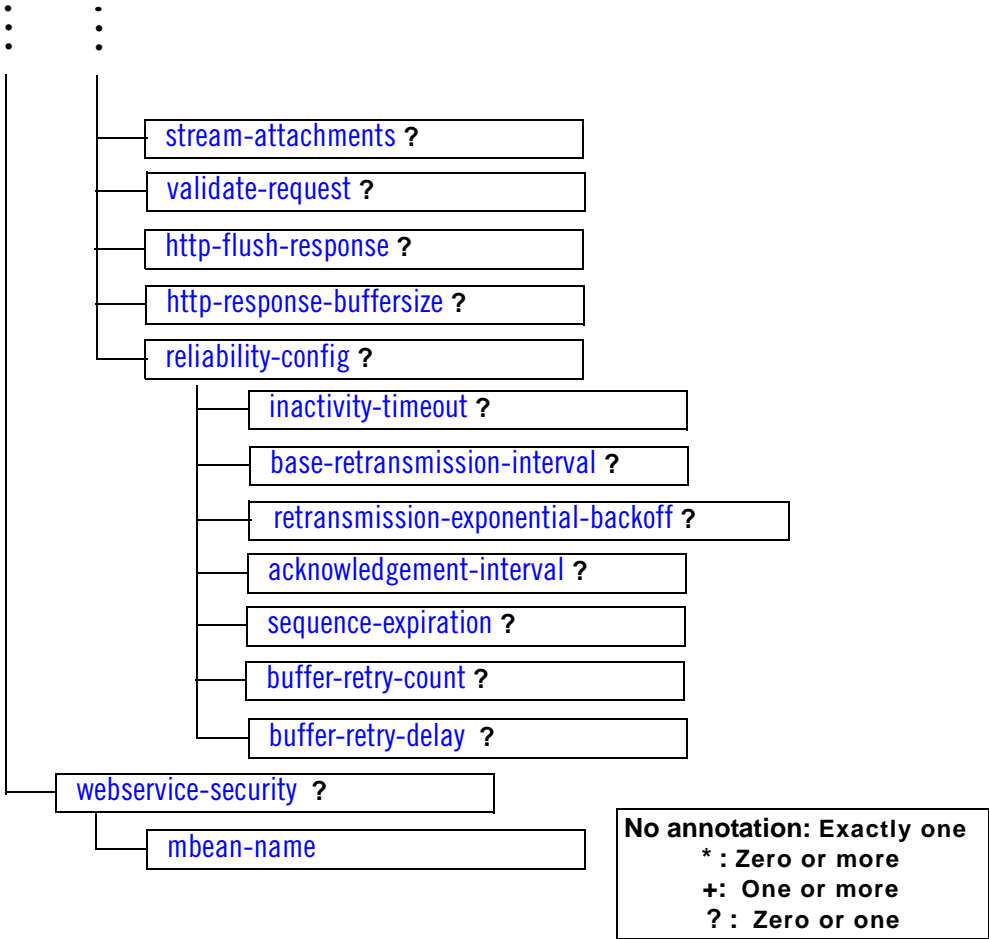 stream-attachments ?
validate-request ?
http-flush-response ?
http-response-buffersize ?
reliability-config ?
inactivity-timeout ?
base-retransmission-interval ?
retransmission-exponential-backoff ?
acknowledgement-interval ?
sequence-expiration ?
buffer-retry-count ?
buffer-retry-delay ?
webservice-security ?
mbean-name
No annotation: Exactly one
* : Zero or more
+: One or more
? : Zero or one